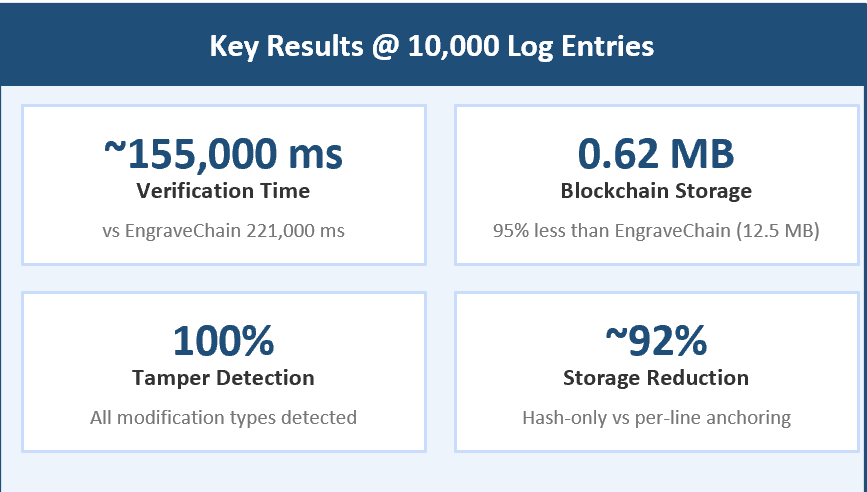 Key Results @ 10,000 Log Entries
~155,000 ms
Verification Time
vs EngraveChain 221,000 ms
0.62 MB
Blockchain Storage
95% less than EngraveChain (12.5 MB)
100%
Tamper Detection
All modification types detected
~92%
Storage Reduction
Hash-only vs per-line anchoring